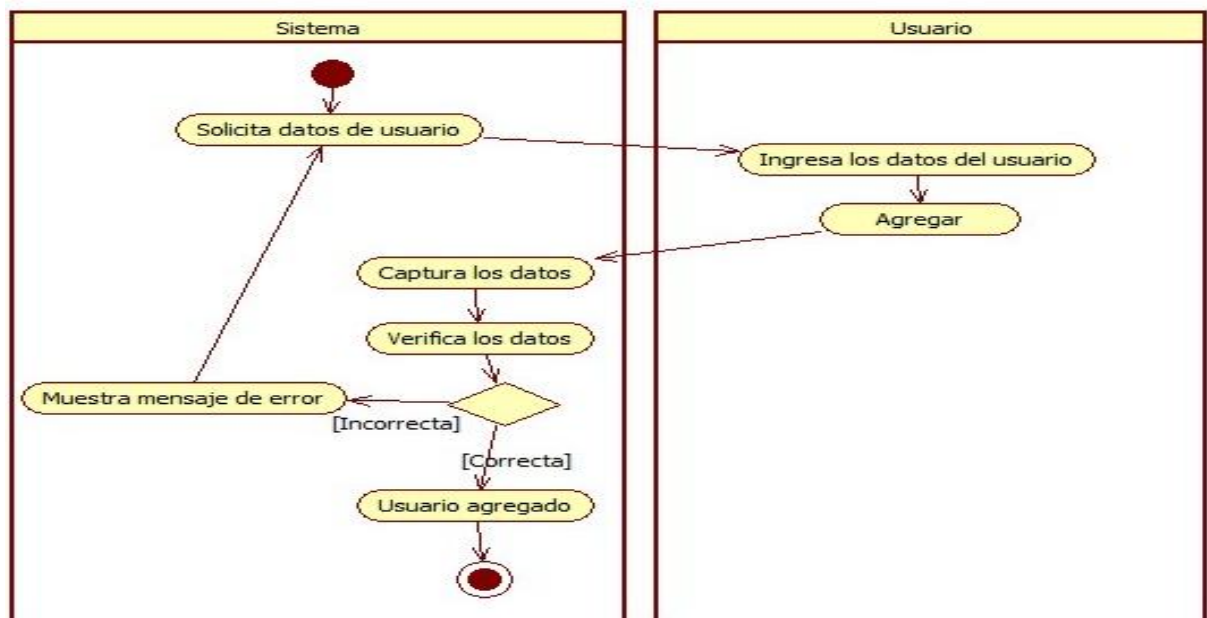 Sistema
Usuario
Solicita datos de usuario
Ingresa los datos del usuario
Agregar
Captura los datos
Verifica los datos
Muestra mensaje de error
[Incorrecta]
[Correcta]
Usuario agregado